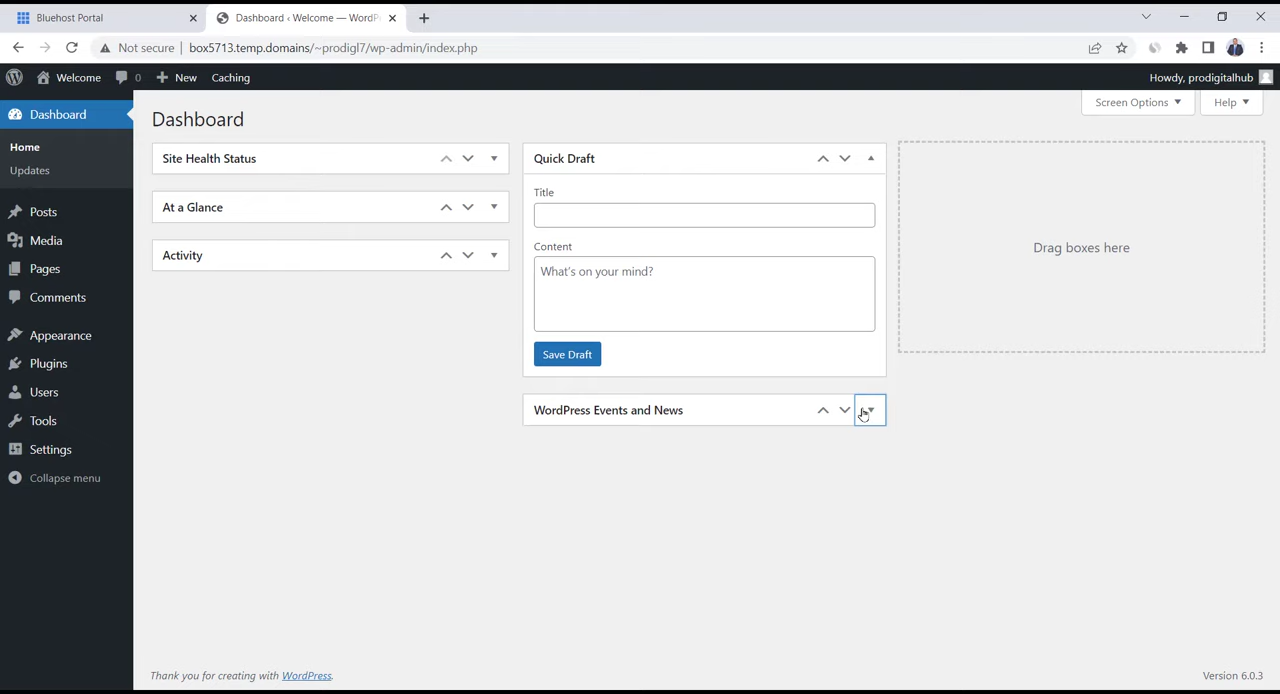 Bluehost Portal
Dashboard ‹ Welcome — WordP
Not secure | box5713.temp.domains/~prodigl7/wp-admin/index.php
Welcome 0 New Caching
Howdy, prodigitalhub
Dashboard
Home
Updates
Posts
Media
Pages
Comments
Appearance
Plugins
Users
Tools
Settings
Collapse menu
Screen Options
Help
Dashboard
Site Health Status
At a Glance
Activity
Quick Draft
Title
Content
What's on your mind?
Save Draft
WordPress Events and News
Drag boxes here
Thank you for creating with WordPress.
Version 6.0.3